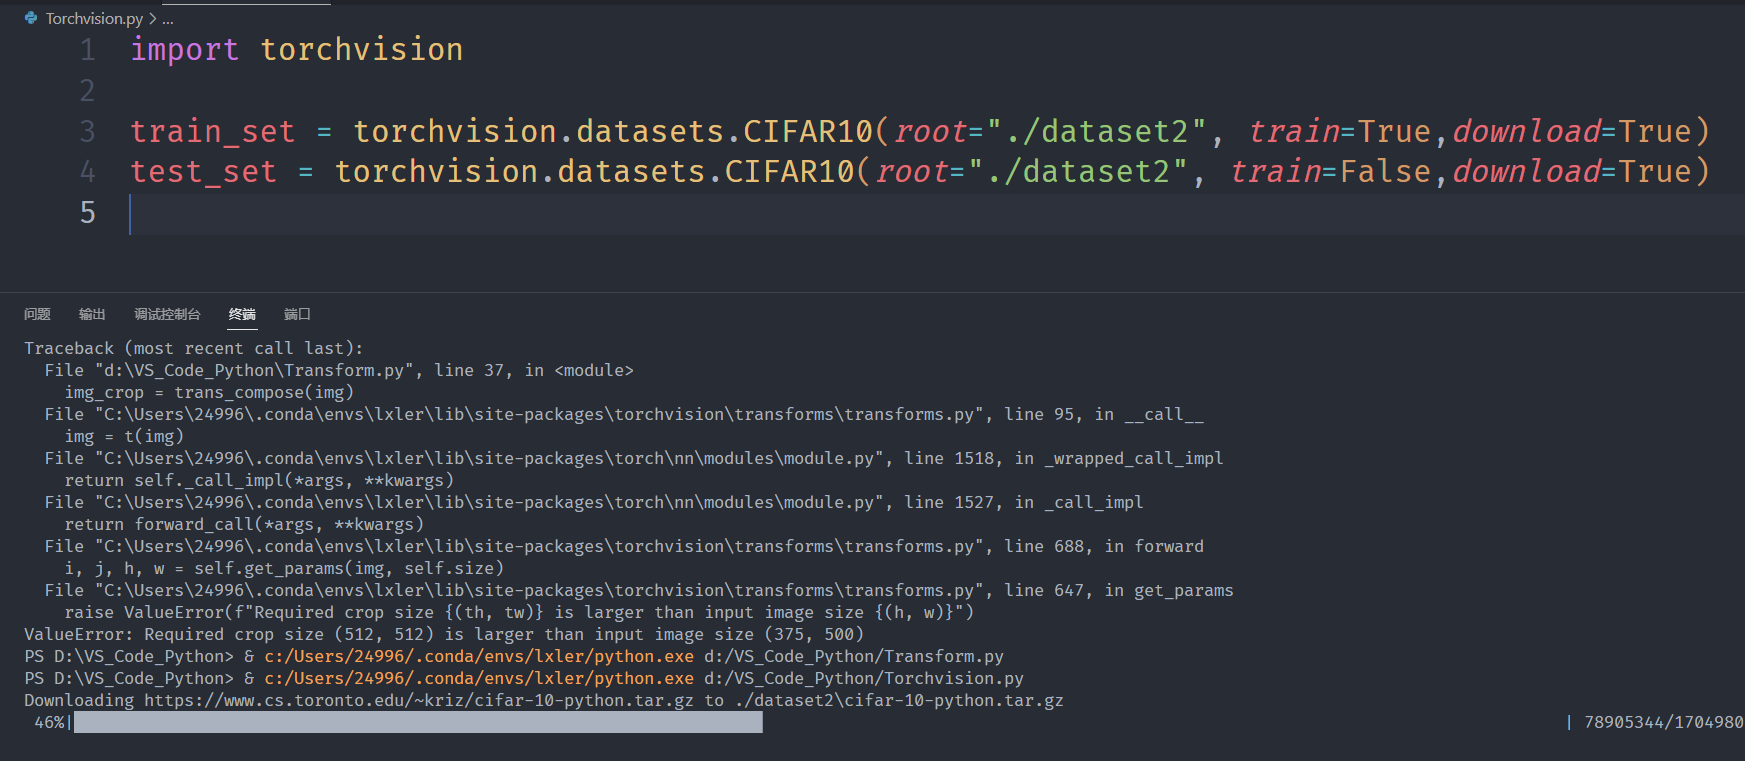 Torchvision.py > ...
1 import torchvision
2
3 train_set = torchvision.datasets.CIFAR10(root="./dataset2", train=True,download=True)
4 test_set = torchvision.datasets.CIFAR10(root="./dataset2", train=False,download=True)
5
问题 输出 调试控制台 终端 端口
Traceback (most recent call last):
  File "d:\VS_Code_Python\Transform.py", line 37, in <module>
    img_crop = trans_compose(img)
  File "C:\Users\24996\.conda\envs\lxler\lib\site-packages\torchvision\transforms\transforms.py", line 95, in __call__
    img = t(img)
  File "C:\Users\24996\.conda\envs\lxler\lib\site-packages\torch\nn\modules\module.py", line 1518, in _wrapped_call_impl
    return self._call_impl(*args, **kwargs)
  File "C:\Users\24996\.conda\envs\lxler\lib\site-packages\torch\nn\modules\module.py", line 1527, in _call_impl
    return forward_call(*args, **kwargs)
  File "C:\Users\24996\.conda\envs\lxler\lib\site-packages\torchvision\transforms\transforms.py", line 688, in forward
    i, j, h, w = self.get_params(img, self.size)
  File "C:\Users\24996\.conda\envs\lxler\lib\site-packages\torchvision\transforms\transforms.py", line 647, in get_params
    raise ValueError(f"Required crop size {(th, tw)} is larger than input image size {(h, w)}")
ValueError: Required crop size (512, 512) is larger than input image size (375, 500)
PS D:\VS_Code_Python> & c:/Users/24996/.conda/envs/lxler/python.exe d:/VS_Code_Python/Transform.py
PS D:\VS_Code_Python> & c:/Users/24996/.conda/envs/lxler/python.exe d:/VS_Code_Python/Torchvision.py
Downloading https://www.cs.toronto.edu/~kriz/cifar-10-python.tar.gz to ./dataset2\cifar-10-python.tar.gz
 46%| | 78905344/1704980